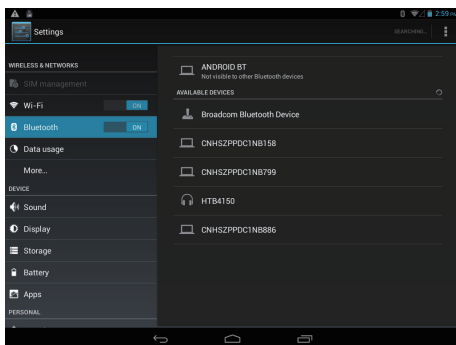 2:59 PM
Settings
SEARCHING...
WIRELESS & NETWORKS
SIM management
Wi-Fi
ON
Bluetooth
ON
Data usage
More...
DEVICE
Sound
Display
Storage
Battery
Apps
PERSONAL
ANDROID BT
Not visible to other Bluetooth devices
AVAILABLE DEVICES
Broadcom Bluetooth Device
CNHSZPPDC1NB158
CNHSZPPDC1NB799
HTB4150
CNHSZPPDC1NB886